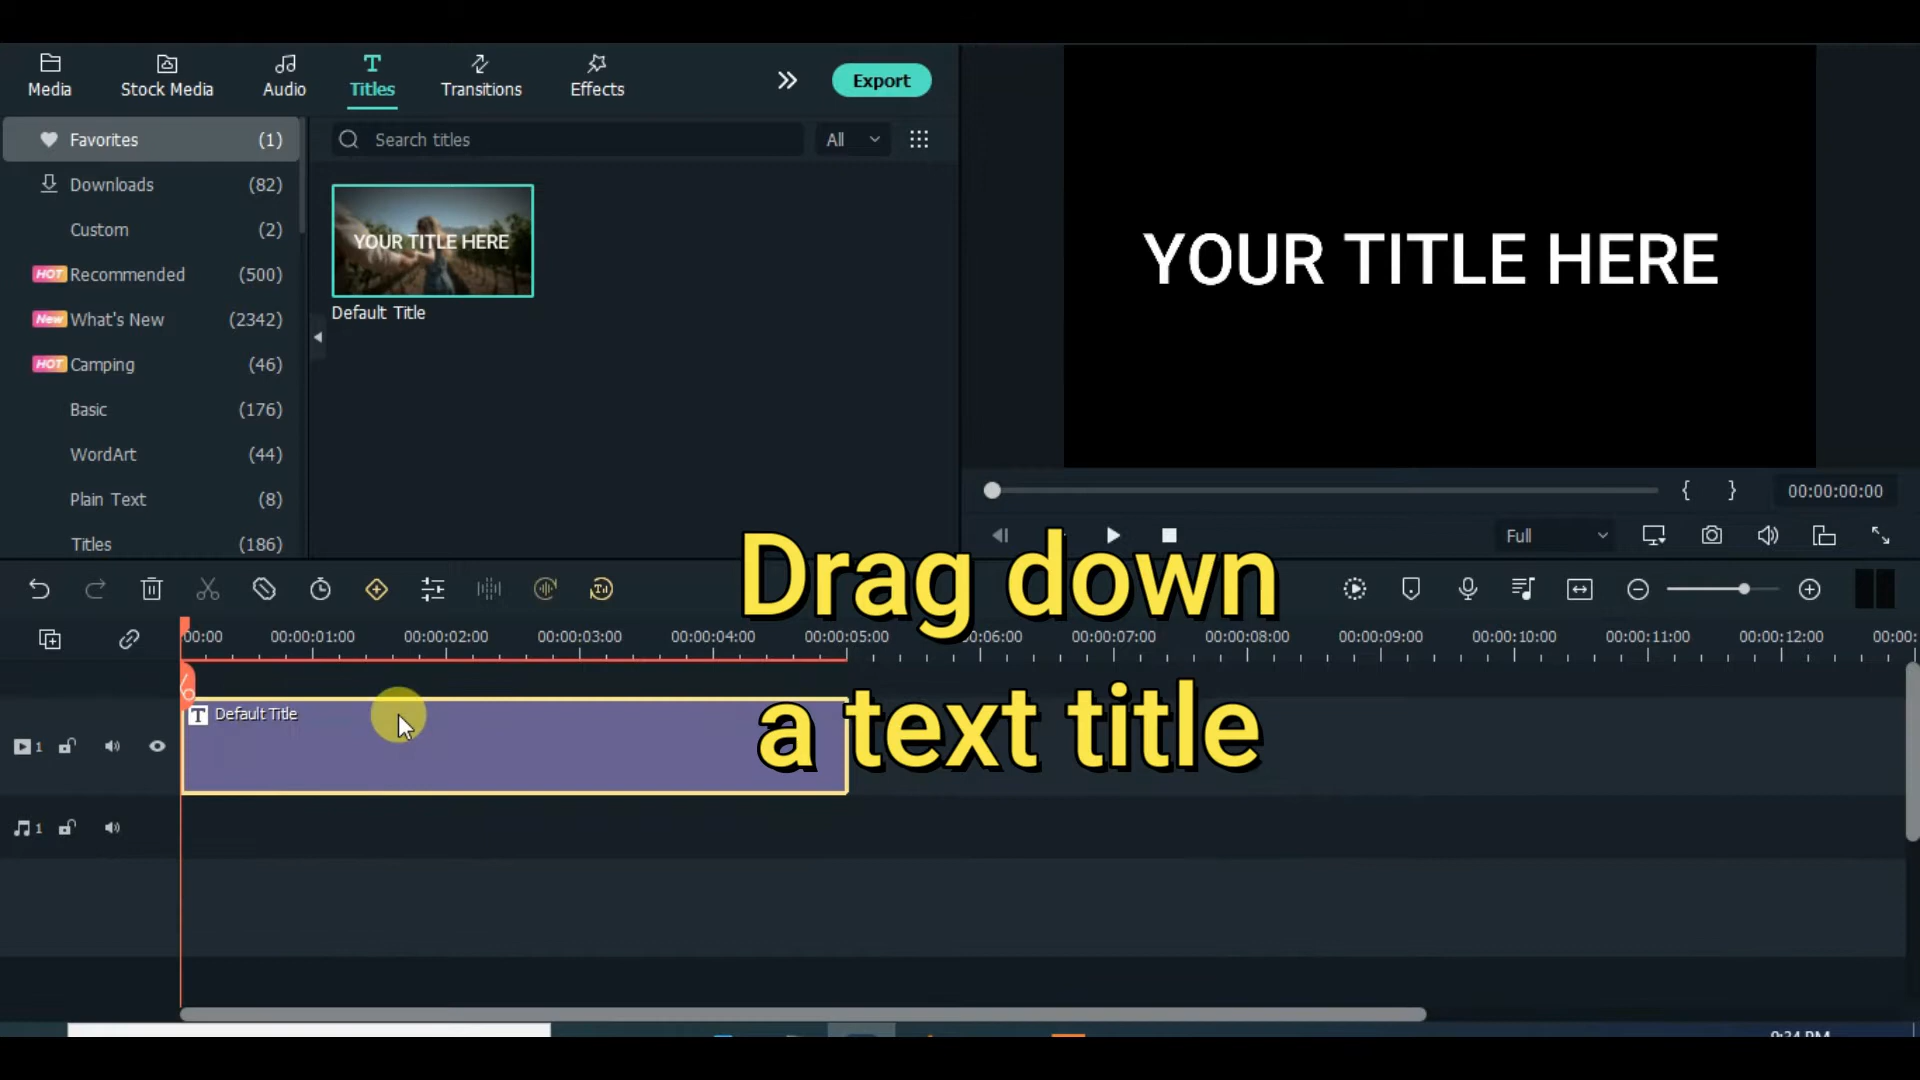 Media
Stock Media
Audio
Titles
Transitions
Effects
Export
Favorites (1)
Search titles
All
Downloads (82)
Custom (2)
HOT Recommended (500)
New What's New (2342)
HOT Camping (46)
Basic (176)
WordArt (44)
Plain Text (8)
Titles (186)
YOUR TITLE HERE
Default Title
YOUR TITLE HERE
{ } 00:00:00:00
Full
Drag down
a text title
00:00 00:00:01:00 00:00:02:00 00:00:03:00 00:00:04:00 00:00:05:00 00:06:00 00:00:07:00 00:00:08:00 00:00:09:00 00:00:10:00 00:00:11:00 00:00:12:00 00:00:
T Default Title
1
1